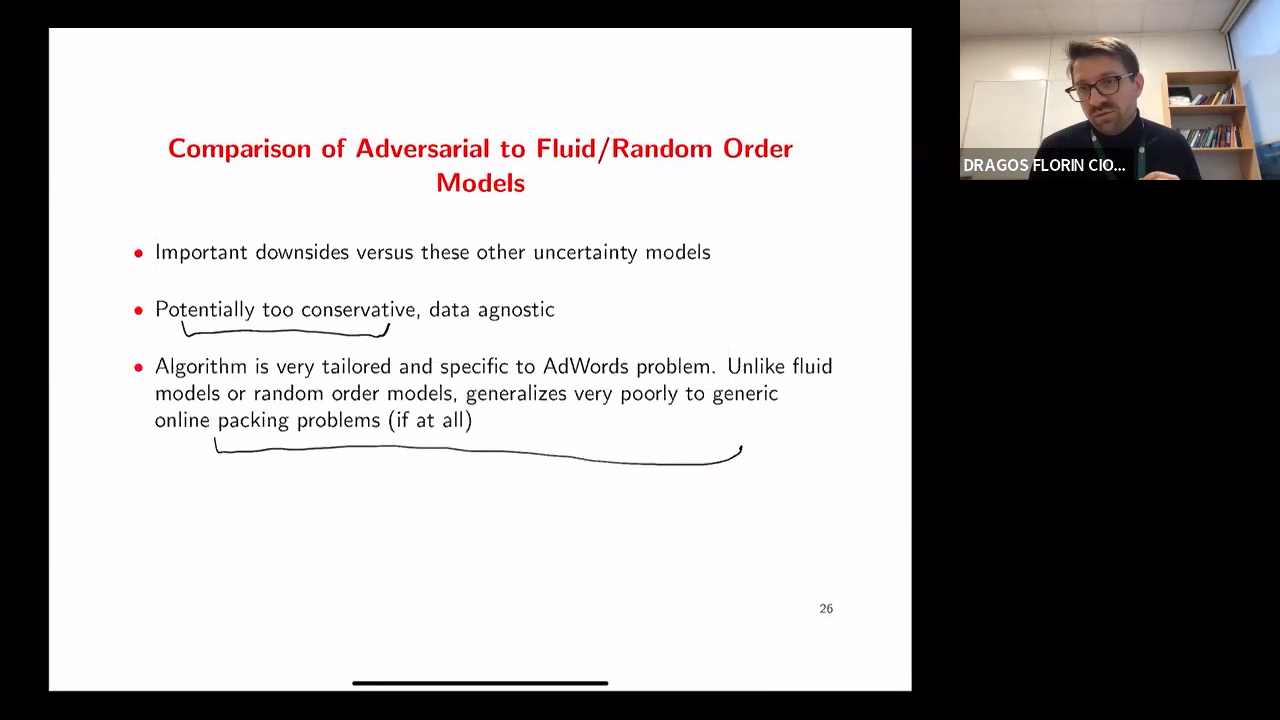 Comparison of Adversarial to Fluid/Random Order
Models
• Important downsides versus these other uncertainty models
• Potentially too conservative, data agnostic
• Algorithm is very tailored and specific to AdWords problem. Unlike fluid
models or random order models, generalizes very poorly to generic
online packing problems (if at all)
26
DRAGOS FLORIN CIO...